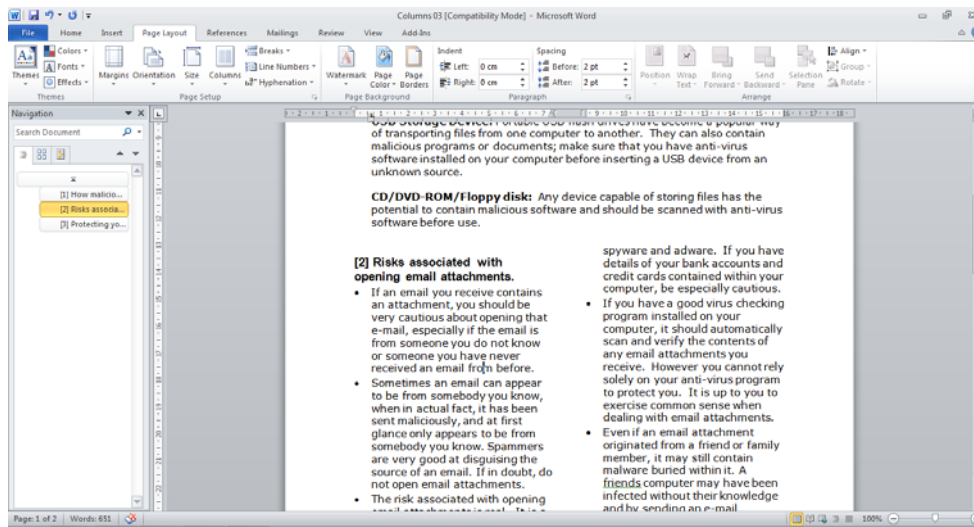 Columns 03 [Compatibility Mode] - Microsoft Word
File Home Insert Page Layout References Mailings Review View Add-Ins
Themes
Colors
Fonts
Effects
Themes
Margins Orientation Size Columns
Breaks
Line Numbers
Hyphenation
Page Setup
Watermark Page Color Page Borders
Page Background
Indent
Left: 0 cm
Right: 0 cm
Spacing
Before: 2 pt
After: 2 pt
Paragraph
Position Wrap Text Bring Forward Send Backward Selection Pane
Align
Group
Rotate
Arrange
Navigation
Search Document
[1] How malicio...
[2] Risks associa...
[3] Protecting yo...
USB Storage Device: Portable USB flash drives have become a popular way
of transporting files from one computer to another. They can also contain
malicious programs or documents; make sure that you have anti-virus
software installed on your computer before inserting a USB device from an
unknown source.
CD/DVD-ROM/Floppy disk: Any device capable of storing files has the
potential to contain malicious software and should be scanned with anti-virus
software before use.
[2] Risks associated with
opening email attachments.
• If an email you receive contains
an attachment, you should be
very cautious about opening that
e-mail, especially if the email is
from someone you do not know
or someone you have never
received an email from before.
• Sometimes an email can appear
to be from somebody you know,
when in actual fact, it has been
sent maliciously, and at first
glance only appears to be from
somebody you know. Spammers
are very good at disguising the
source of an email. If in doubt, do
not open email attachments.
• The risk associated with opening
email attachments is real. It is a
spyware and adware. If you have
details of your bank accounts and
credit cards contained within your
computer, be especially cautious.
• If you have a good virus checking
program installed on your
computer, it should automatically
scan and verify the contents of
any email attachments you
receive. However you cannot rely
solely on your anti-virus program
to protect you. It is up to you to
exercise common sense when
dealing with email attachments.
• Even if an email attachment
originated from a friend or family
member, it may still contain
malware buried within it. A
friends computer may have been
infected without their knowledge
and by sending an e-mail
Page: 1 of 2 Words: 651 100%